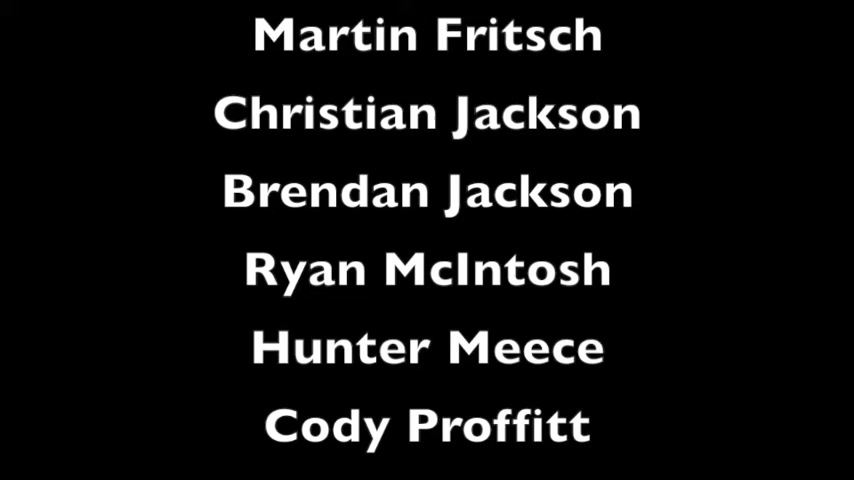 Martin Fritsch
Christian Jackson
Brendan Jackson
Ryan McIntosh
Hunter Meece
Cody Proffitt